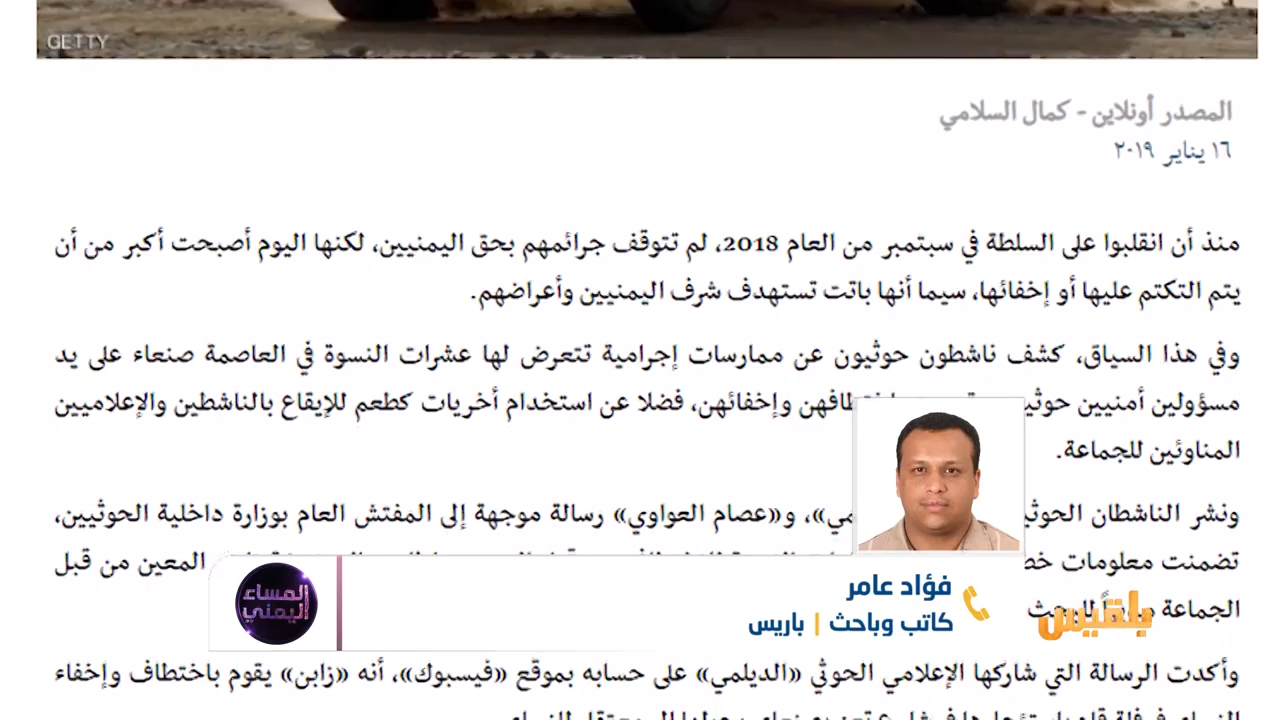 GETTY
المصدر أونلاين - كمال السلامي
١٦ يناير ٢٠١٩
منذ أن انقلبوا على السلطة في سبتمبر من العام 2018، لم تتوقف جرائمهم بحق اليمنيين، لكنها اليوم أصبحت أكبر من أن
يتم التكتم عليها أو إخفائها، سيما أنها باتت تستهدف شرف اليمنيين وأعراضهم.
وفي هذا السياق، كشف ناشطون حوثيون عن ممارسات إجرامية تتعرض لها عشرات النسوة في العاصمة صنعاء على يد
مسؤولين أمنيين وإخفائهن، فضلا عن استخدام أخريات كطعم للإيقاع بالناشطين والإعلاميين
المناوئين للجماعة.
ونشر الناشطان و«عصام العواوي» رسالة موجهة إلى المفتش العام بوزارة داخلية الحوثيين،
تضمنت معلومات المعين من قبل
الجماعة
فؤاد عامر
كاتب وباحث | باريس
المساء اليمني
بلقيس
وأكدت الرسالة التي شاركها الإعلامي الحوثي «الديلمي» على حسابه بموقع «فيسبوك»، أنه «زابن» يقوم باختطاف وإخفاء